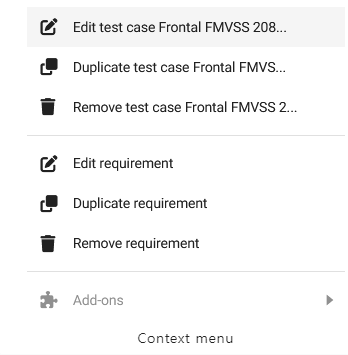 Edit test case Frontal FMVSS 208...
Duplicate test case Frontal FMVS...
Remove test case Frontal FMVSS 2...
Edit requirement
Duplicate requirement
Remove requirement
Add-ons
Context menu